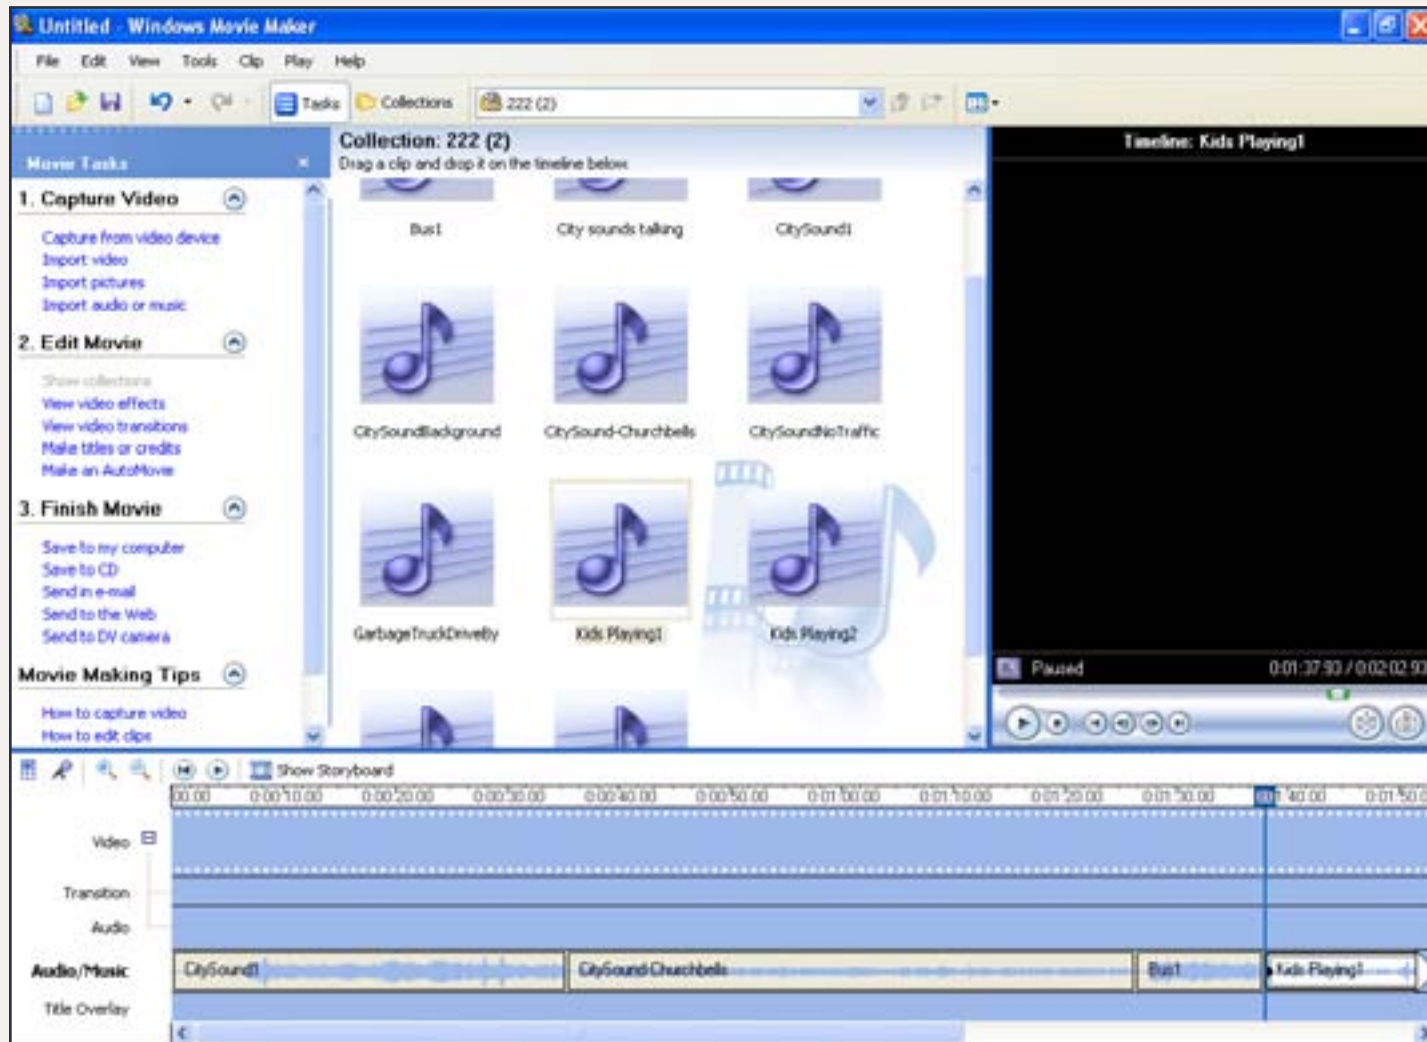 Untitled - Windows Movie Maker
File Edit View Tools Clip Play Help
Tasks Collections 222 (2)
Movie Tasks
1. Capture Video
Capture from video device
Import video
Import pictures
Import audio or music
2. Edit Movie
Show collections
View video effects
View video transitions
Make titles or credits
Make an AutoMovie
3. Finish Movie
Save to my computer
Save to CD
Send in e-mail
Send to the Web
Send to DV camera
Movie Making Tips
How to capture video
How to edit clips
Collection: 222 (2)
Drag a clip and drop it on the timeline below.
Bus1 City sounds talking CitySound1
CitySoundBackground CitySound-Churchbells CitySoundNoTraffic
GarbageTruckDriveBy Kids Playing1 Kids Playing2
Timeline: Kids Playing1
Paused 0:01:37.93 / 0:02:02.93
Show Storyboard
00:00 0:00:10.00 0:00:20.00 0:00:30.00 0:00:40.00 0:00:50.00 0:01:00.00 0:01:10.00 0:01:20.00 0:01:30.00 40.00 0:01:50.0
Video
Transition
Audio
Audio/Music CitySound1 CitySound-Churchbells Bus1 Kids Playing1
Title Overlay